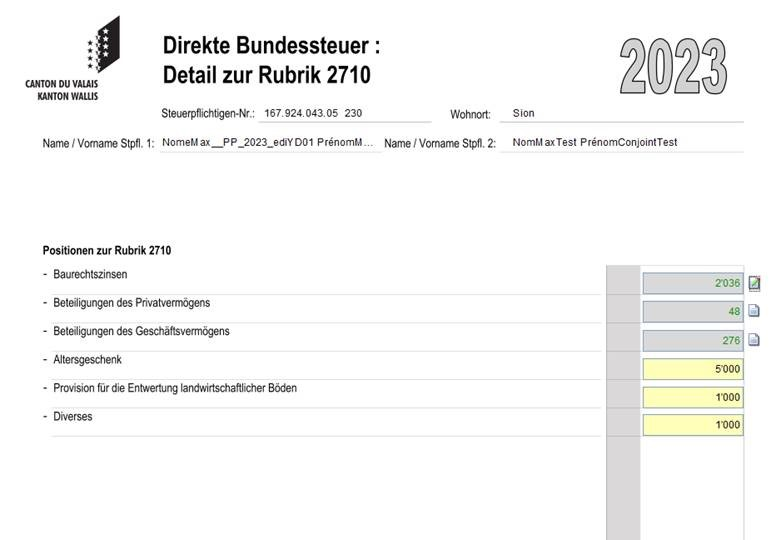 CANTON DU VALAIS
KANTON WALLIS
Direkte Bundessteuer :
Detail zur Rubrik 2710
2023
Steuerpflichtigen-Nr.: 167.924.043.05 230 Wohnort: Sion
Name / Vorname Stpfl. 1: NomeMax__PP_2023_ediYD01 PrénomM... Name / Vorname Stpfl. 2: NomMaxTest PrénomConjointTest
Positionen zur Rubrik 2710
- Baurechtszinsen 2'036
- Beteiligungen des Privatvermögens 48
- Beteiligungen des Geschäftsvermögens 276
- Altersgeschenk 5'000
- Provision für die Entwertung landwirtschaftlicher Böden 1'000
- Diverses 1'000